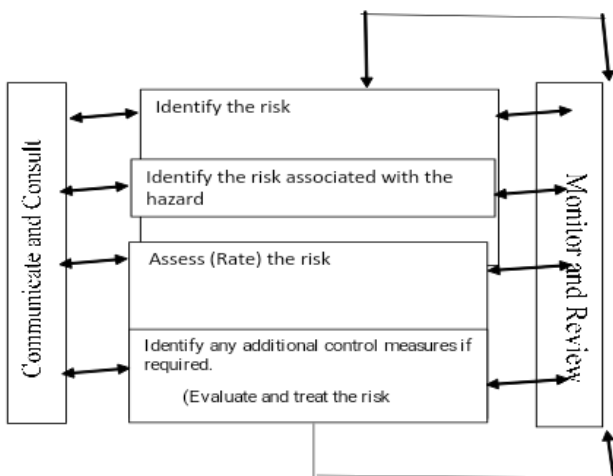 Communicate and Consult
Identify the risk
Identify the risk associated with the
hazard
Assess (Rate) the risk
Identify any additional control measures if
required.
(Evaluate and treat the risk
Monitor and Review